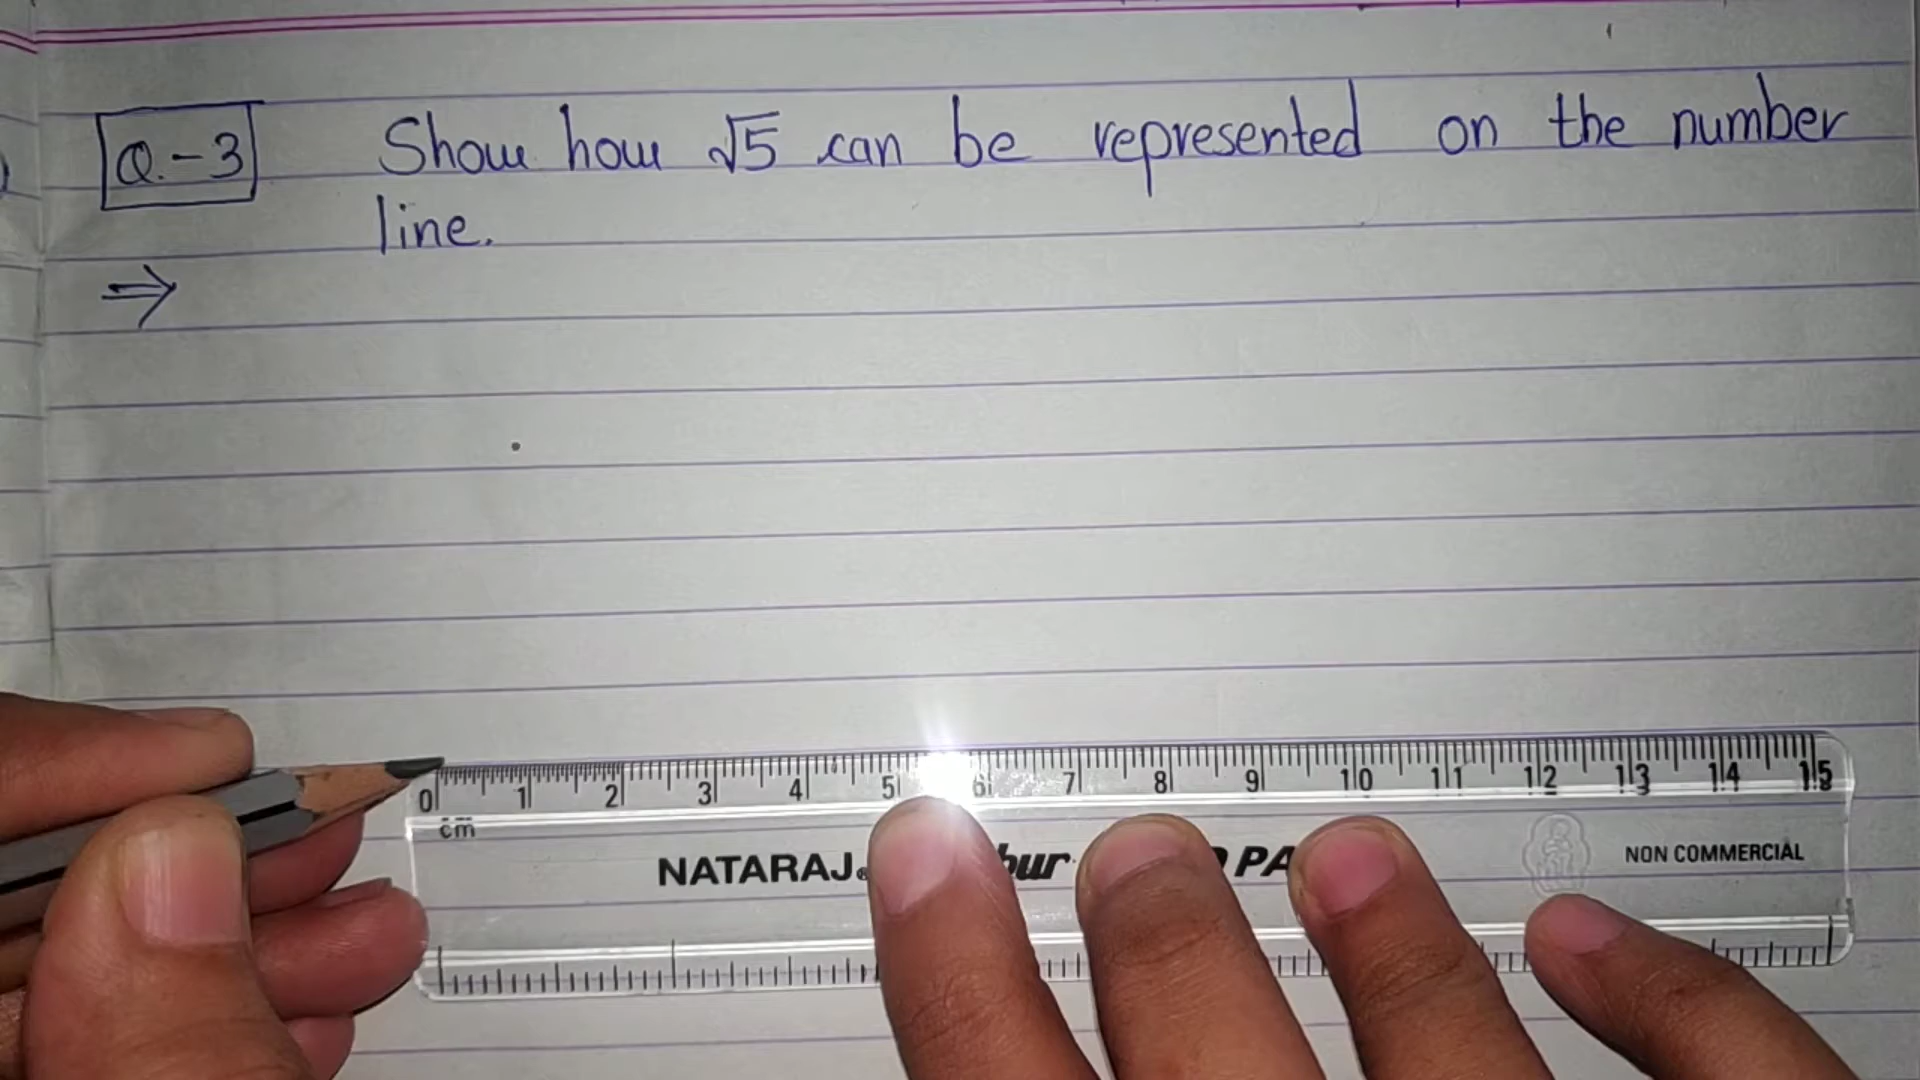 Q.-3 Show how √5 can be represented on the number
line.
⇒
0 1 2 3 4 5 6 7 8 9 10 11 12 13 14 15
cm
NATARAJ® NON COMMERCIAL